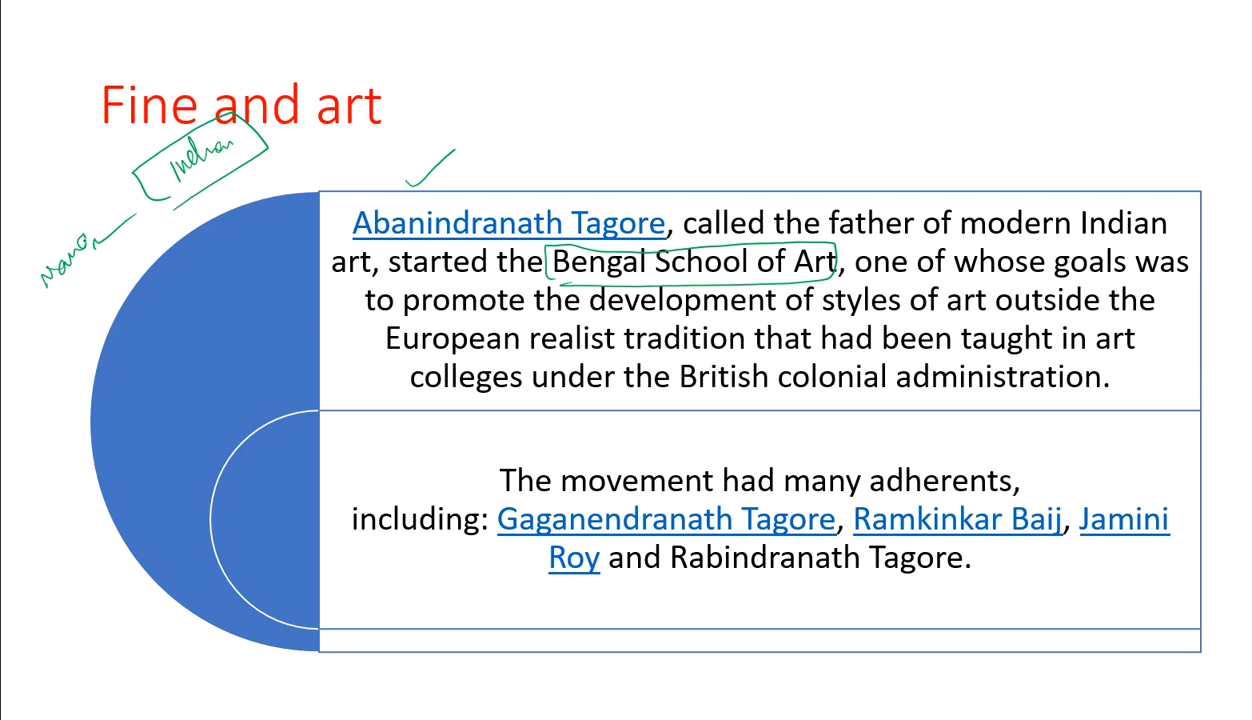 Fine and art
Indian
Abanindranath Tagore, called the father of modern Indian
art, started the Bengal School of Art, one of whose goals was
to promote the development of styles of art outside the
European realist tradition that had been taught in art
colleges under the British colonial administration.
The movement had many adherents,
including: Gaganendranath Tagore, Ramkinkar Baij, Jamini
Roy and Rabindranath Tagore.